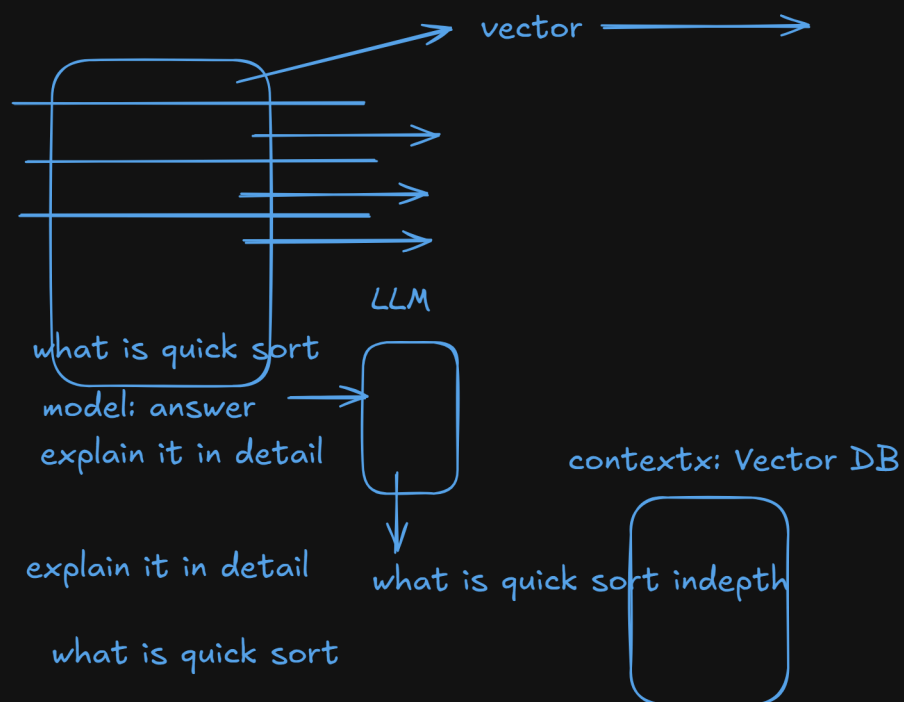 vector
LLM
what is quick sort
model: answer
explain it in detail
contextx: Vector DB
explain it in detail
what is quick sort indepth
what is quick sort